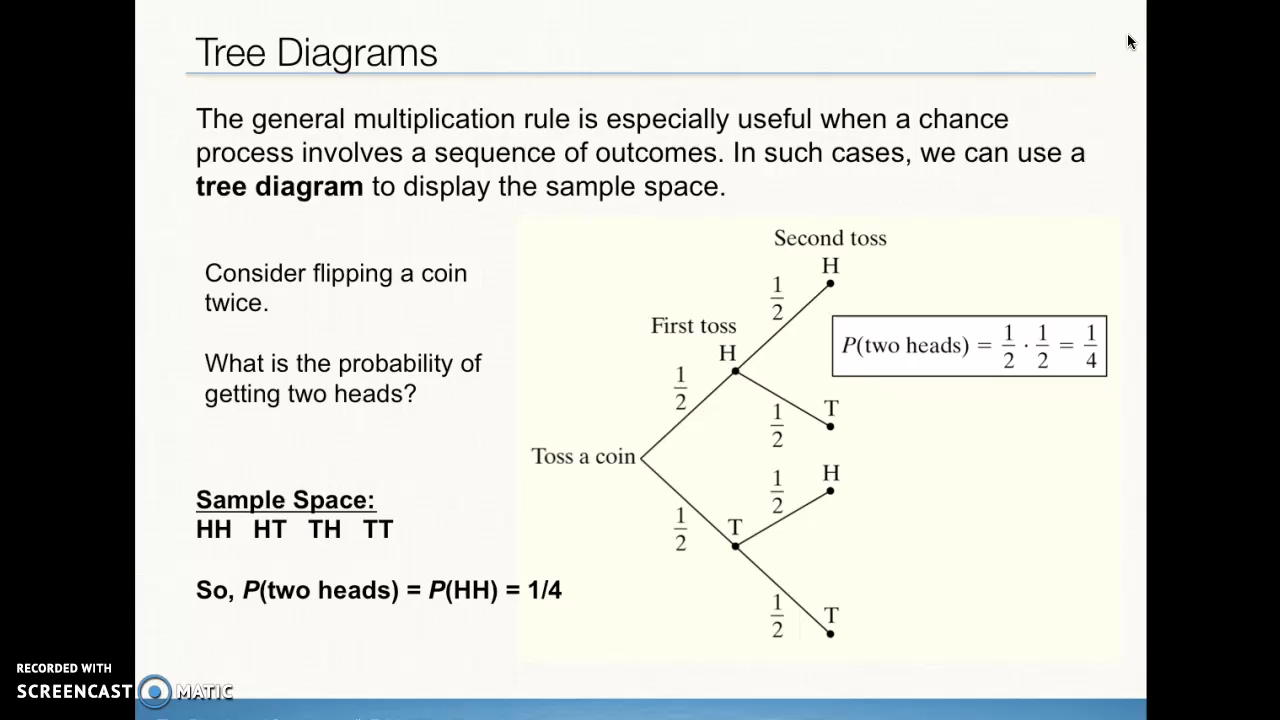 Tree Diagrams
The general multiplication rule is especially useful when a chance
process involves a sequence of outcomes. In such cases, we can use a
tree diagram to display the sample space.
Consider flipping a coin
twice.
What is the probability of
getting two heads?
Sample Space:
HH HT TH TT
So, P(two heads) = P(HH) = 1/4
Second toss
H
1/2
First toss
H
1/2
P(two heads) = 1/2 · 1/2 = 1/4
T
1/2
Toss a coin
H
1/2
T
1/2
T
1/2
RECORDED WITH
SCREENCAST MATIC